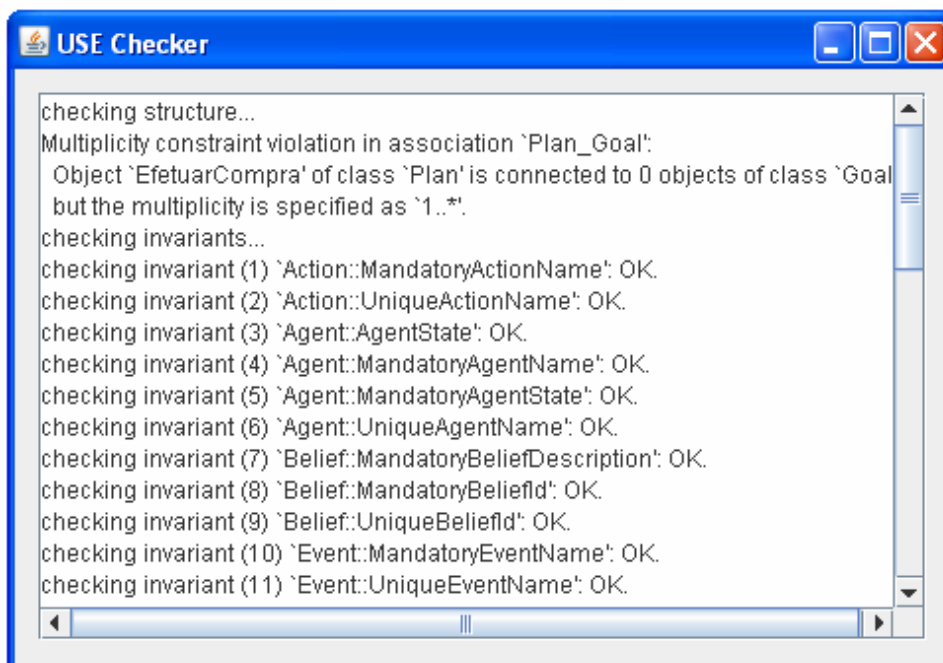 USE Checker
checking structure...
Multiplicity constraint violation in association `Plan_Goal':
Object `EfetuarCompra' of class `Plan' is connected to 0 objects of class `Goal
but the multiplicity is specified as `1..*'.
checking invariants...
checking invariant (1) `Action::MandatoryActionName': OK.
checking invariant (2) `Action::UniqueActionName': OK.
checking invariant (3) `Agent::AgentState': OK.
checking invariant (4) `Agent::MandatoryAgentName': OK.
checking invariant (5) `Agent::MandatoryAgentState': OK.
checking invariant (6) `Agent::UniqueAgentName': OK.
checking invariant (7) `Belief::MandatoryBeliefDescription': OK.
checking invariant (8) `Belief::MandatoryBeliefId': OK.
checking invariant (9) `Belief::UniqueBeliefId': OK.
checking invariant (10) `Event::MandatoryEventName': OK.
checking invariant (11) `Event::UniqueEventName': OK.